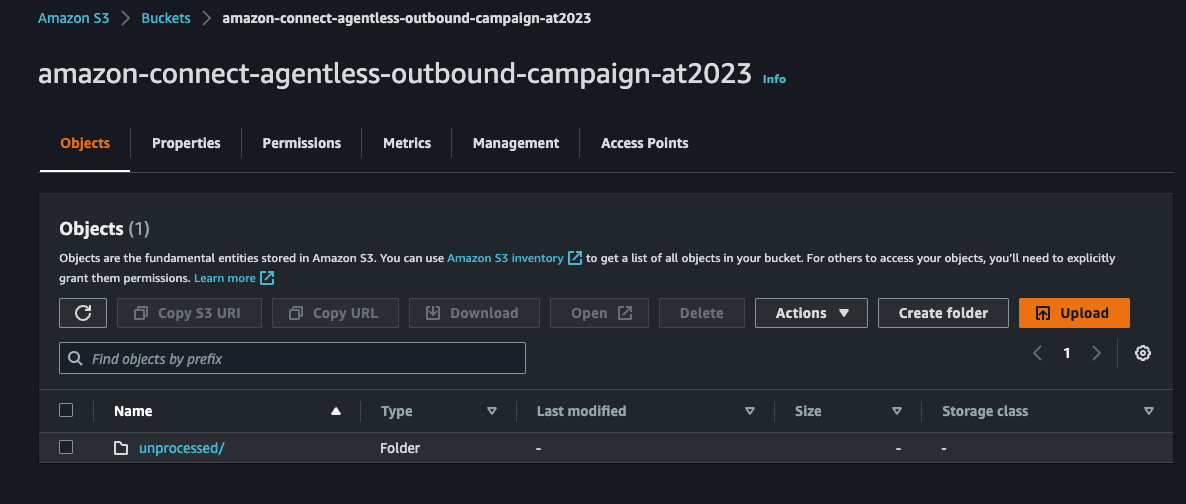 Amazon S3 > Buckets > amazon-connect-agentless-outbound-campaign-at2023
amazon-connect-agentless-outbound-campaign-at2023 Info
Objects Properties Permissions Metrics Management Access Points
Objects (1)
Objects are the fundamental entities stored in Amazon S3. You can use Amazon S3 inventory to get a list of all objects in your bucket. For others to access your objects, you'll need to explicitly
grant them permissions. Learn more
Copy S3 URI Copy URL Download Open Delete Actions Create folder Upload
Find objects by prefix 1
Name Type Last modified Size Storage class
unprocessed/ Folder - - -